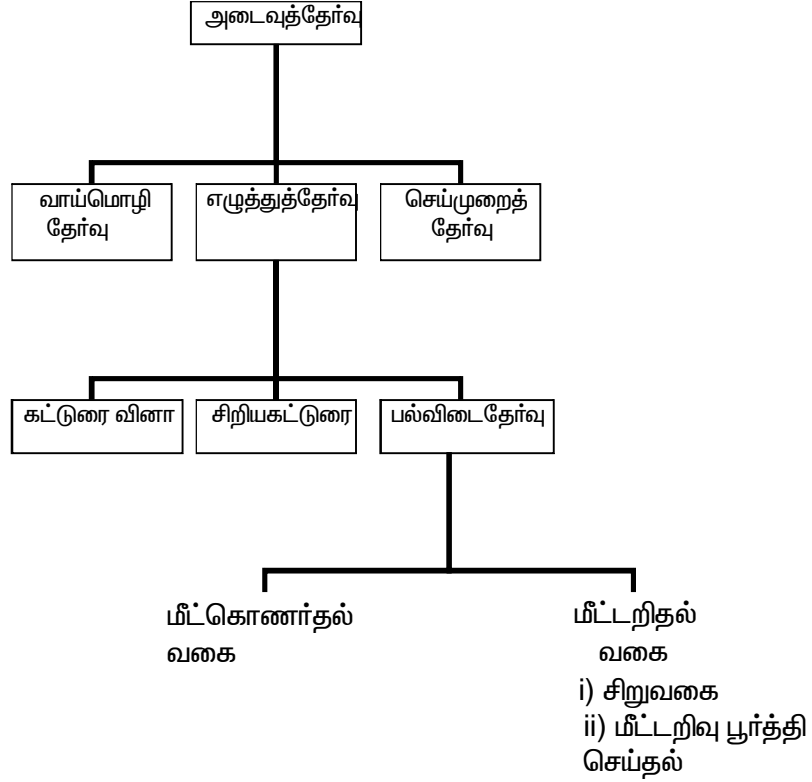 அடைவுத்தேர்வு
வாய்மொழி
தேர்வு
எழுத்துத்தேர்வு
செய்முறைத்
தேர்வு
கட்டுரை வினா
சிறியகட்டுரை
பல்விடைதேர்வு
மீட்கொணர்தல்
வகை
மீட்டறிதல்
வகை
i) சிறுவகை
ii) மீட்டறிவு பூர்த்தி
செய்தல்